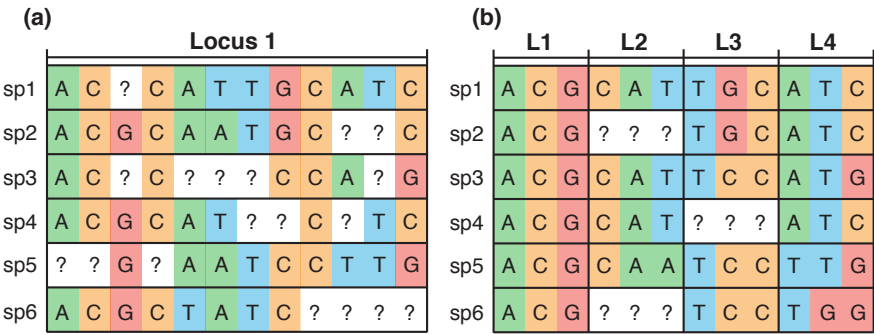 (a)
Locus 1
sp1 A C ? C A T T G C A T C
sp2 A C G C A A T G C ? ? C
sp3 A C ? C ? ? ? C C A ? G
sp4 A C G C A T ? ? C ? T C
sp5 ? ? G ? A A T C C T T G
sp6 A C G C T A T C ? ? ? ?
(b)
L1 L2 L3 L4
sp1 A C G C A T T G C A T C
sp2 A C G ? ? ? T G C A T C
sp3 A C G C A T T C C A T G
sp4 A C G C A T ? ? ? A T C
sp5 A C G C A A T C C T T G
sp6 A C G ? ? ? T C C T G G